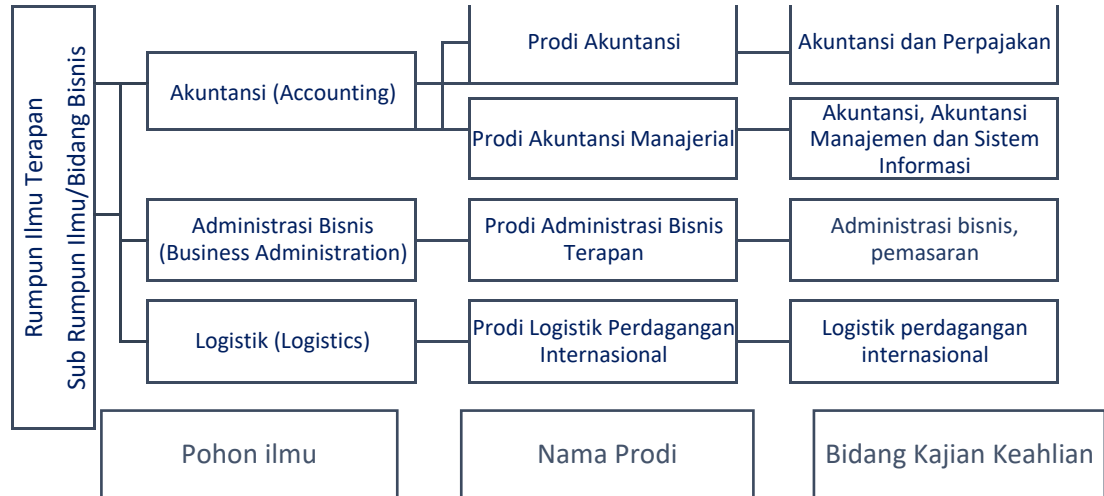 Rumpun Ilmu Terapan
Sub Rumpun Ilmu/Bidang Bisnis
Akuntansi (Accounting)
Prodi Akuntansi
Akuntansi dan Perpajakan
Prodi Akuntansi Manajerial
Akuntansi, Akuntansi
Manajemen dan Sistem
Informasi
Administrasi Bisnis
(Business Administration)
Prodi Administrasi Bisnis
Terapan
Administrasi bisnis,
pemasaran
Logistik (Logistics)
Prodi Logistik Perdagangan
Internasional
Logistik perdagangan
internasional
Pohon ilmu
Nama Prodi
Bidang Kajian Keahlian